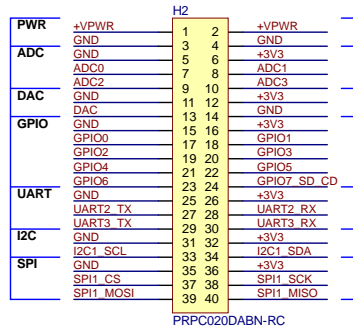 H2
PWR +VPWR 1 2 +VPWR
GND 3 4 GND
ADC GND 5 6 +3V3
ADC0 7 8 ADC1
ADC2 9 10 ADC3
DAC GND 11 12 +3V3
DAC 13 14 GND
GPIO GND 15 16 +3V3
GPIO0 17 18 GPIO1
GPIO2 19 20 GPIO3
GPIO4 21 22 GPIO5
GPIO6 23 24 GPIO7_SD_CD
UART GND 25 26 +3V3
UART2_TX 27 28 UART2_RX
UART3_TX 29 30 UART3_RX
I2C GND 31 32 +3V3
I2C1_SCL 33 34 I2C1_SDA
SPI GND 35 36 +3V3
SPI1_CS 37 38 SPI1_SCK
SPI1_MOSI 39 40 SPI1_MISO
PRPC020DABN-RC